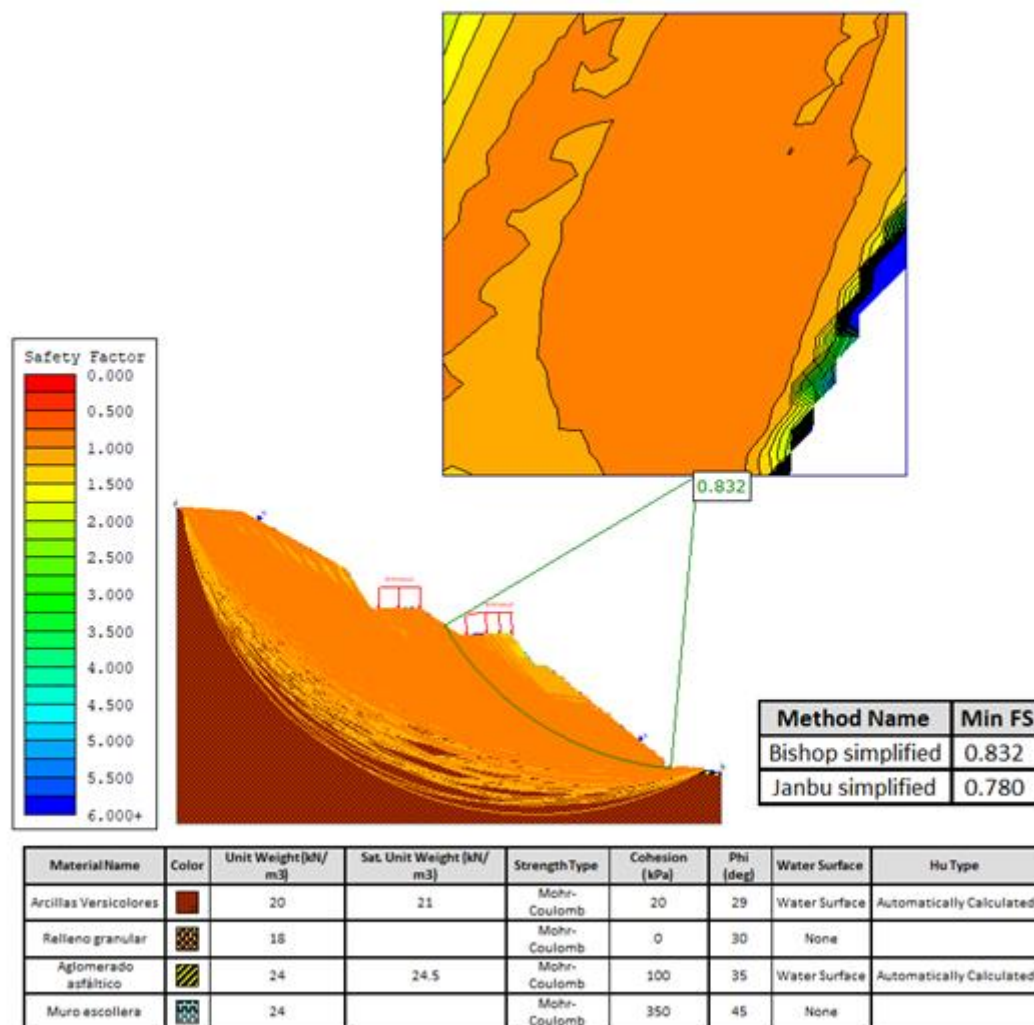 0.832
Safety Factor
0.000
0.500
1.000
1.500
2.000
2.500
3.000
3.500
4.000
4.500
5.000
5.500
6.000+
Method Name Min FS
Bishop simplified 0.832
Janbu simplified 0.780
Material Name Color Unit Weight (kN/ m3) Sat. Unit Weight (kN/ m3) Strength Type Cohesion (kPa) Phi (deg) Water Surface Hu Type
Arcillas Versicolores 20 21 Mohr-Coulomb 20 29 Water Surface Automatically Calculated
Relleno granular 18 Mohr-Coulomb 0 30 None
Aglomerado asfáltico 24 24.5 Mohr-Coulomb 100 35 Water Surface Automatically Calculated
Muro escollera 24 Mohr-Coulomb 350 45 None